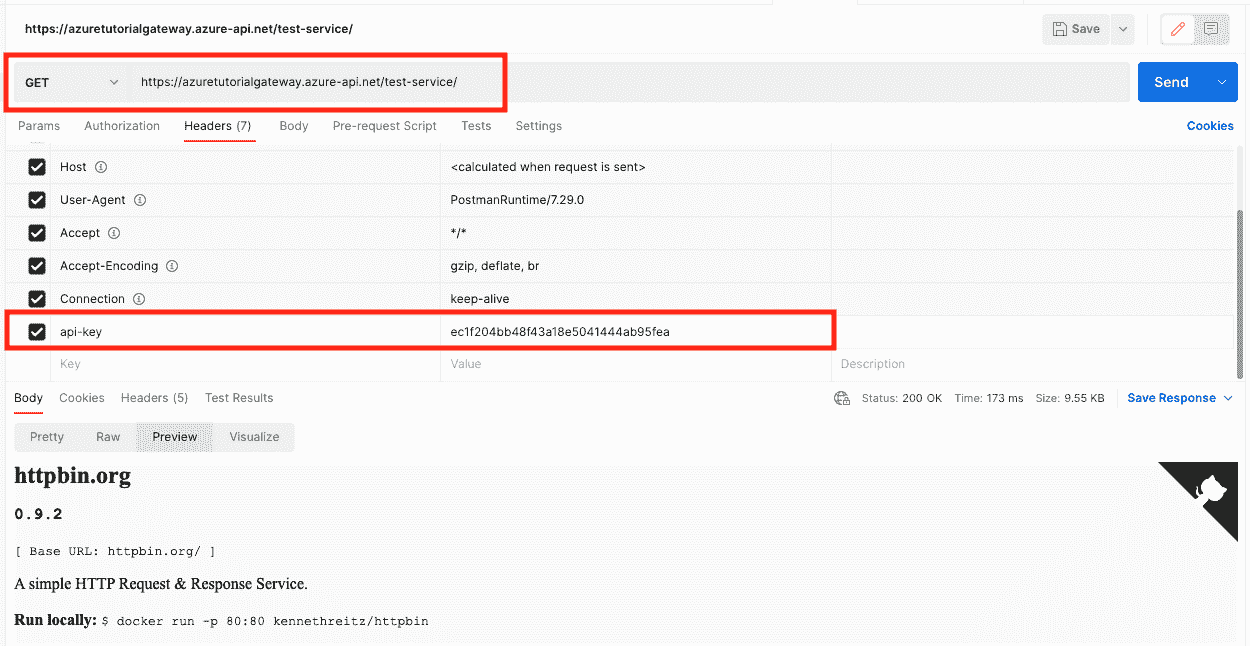 https://azuretutorialgateway.azure-api.net/test-service/ Save
GET https://azuretutorialgateway.azure-api.net/test-service/ Send
Params Authorization Headers (7) Body Pre-request Script Tests Settings Cookies
Host <calculated when request is sent>
User-Agent PostmanRuntime/7.29.0
Accept */*
Accept-Encoding gzip, deflate, br
Connection keep-alive
api-key ec1f204bb48f43a18e5041444ab95fea
Key Value Description
Body Cookies Headers (5) Test Results Status: 200 OK Time: 173 ms Size: 9.55 KB Save Response
Pretty Raw Preview Visualize
httpbin.org
0.9.2
[ Base URL: httpbin.org/ ]
A simple HTTP Request & Response Service.
Run locally: $ docker run -p 80:80 kennethreitz/httpbin